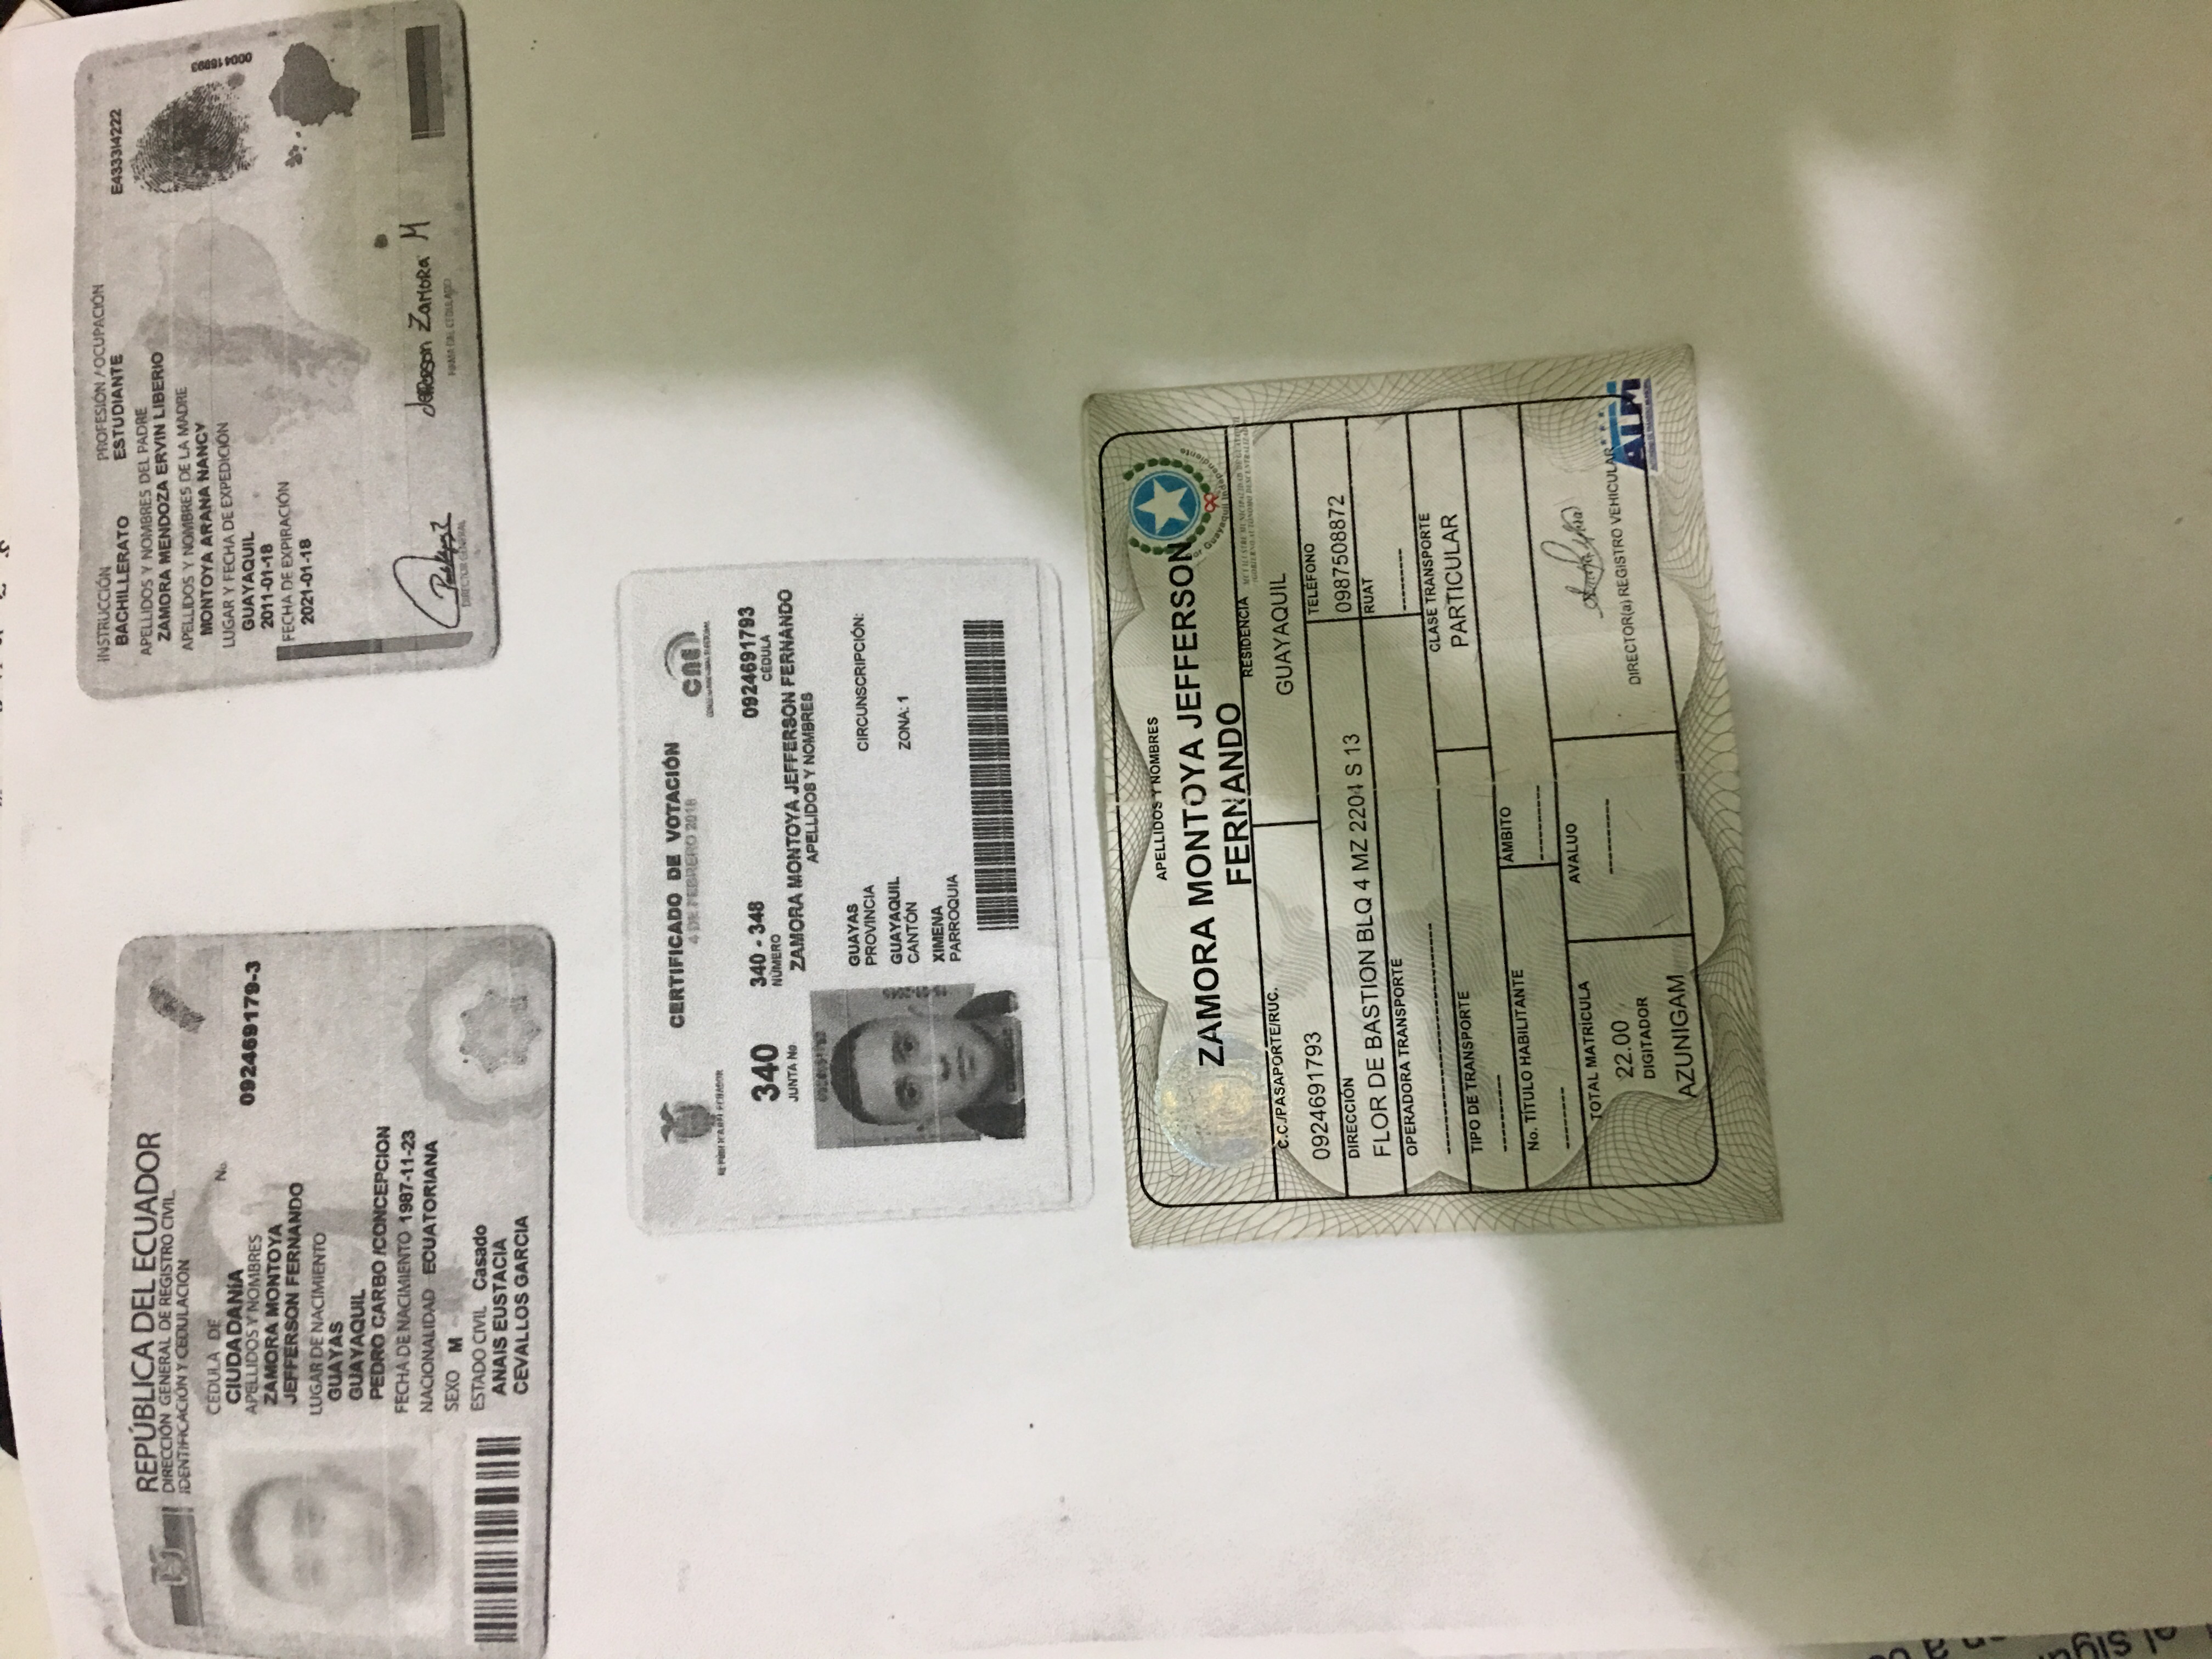 REPÚBLICA DEL ECUADOR
DIRECCIÓN GENERAL DE REGISTRO CIVIL
IDENTIFICACIÓN Y CEDULACIÓN
CÉDULA DE
CIUDADANÍA
No.
092469179-3
APELLIDOS Y NOMBRES
ZAMORA MONTOYA
JEFFERSON FERNANDO
LUGAR DE NACIMIENTO
GUAYAS
GUAYAQUIL
PEDRO CARBO /CONCEPCION
FECHA DE NACIMIENTO 1987-11-23
NACIONALIDAD ECUATORIANA
SEXO M
ESTADO CIVIL Casado
ANAIS EUSTACIA
CEVALLOS GARCIA
INSTRUCCIÓN
BACHILLERATO
PROFESIÓN / OCUPACIÓN
ESTUDIANTE
E433314222
APELLIDOS Y NOMBRES DEL PADRE
ZAMORA MENDOZA ERVIN LIBERIO
APELLIDOS Y NOMBRES DE LA MADRE
MONTOYA ARANA NANCY
LUGAR Y FECHA DE EXPEDICIÓN
GUAYAQUIL
2011-01-18
FECHA DE EXPIRACIÓN
2021-01-18
DIRECTOR GENERAL
Jefferson Zamora M
FIRMA DEL CEDULADO
CERTIFICADO DE VOTACIÓN
4 DE FEBRERO 2018
REPÚBLICA DEL ECUADOR
CNE
340
JUNTA No
340 - 348
NÚMERO
0924691793
CÉDULA
ZAMORA MONTOYA JEFFERSON FERNANDO
APELLIDOS Y NOMBRES
GUAYAS
PROVINCIA
CIRCUNSCRIPCIÓN:
GUAYAQUIL
CANTÓN
ZONA: 1
XIMENA
PARROQUIA
APELLIDOS Y NOMBRES
ZAMORA MONTOYA JEFFERSON
FERNANDO
Por Guayaquil Independiente
C.C./PASAPORTE/RUC.
0924691793
RESIDENCIA
GUAYAQUIL
DIRECCIÓN
FLOR DE BASTION BLQ 4 MZ 2204 S 13
TELÉFONO
0987508872
OPERADORA TRANSPORTE
------------------------------
RUAT
---------
TIPO DE TRANSPORTE
----------
CLASE TRANSPORTE
PARTICULAR
No. TÍTULO HABILITANTE
--------
ÁMBITO
----------
TOTAL MATRÍCULA
22.00
DIGITADOR
AZUNIGAM
AVALUO
----------
DIRECTOR(a) REGISTRO VEHICULAR
ATM